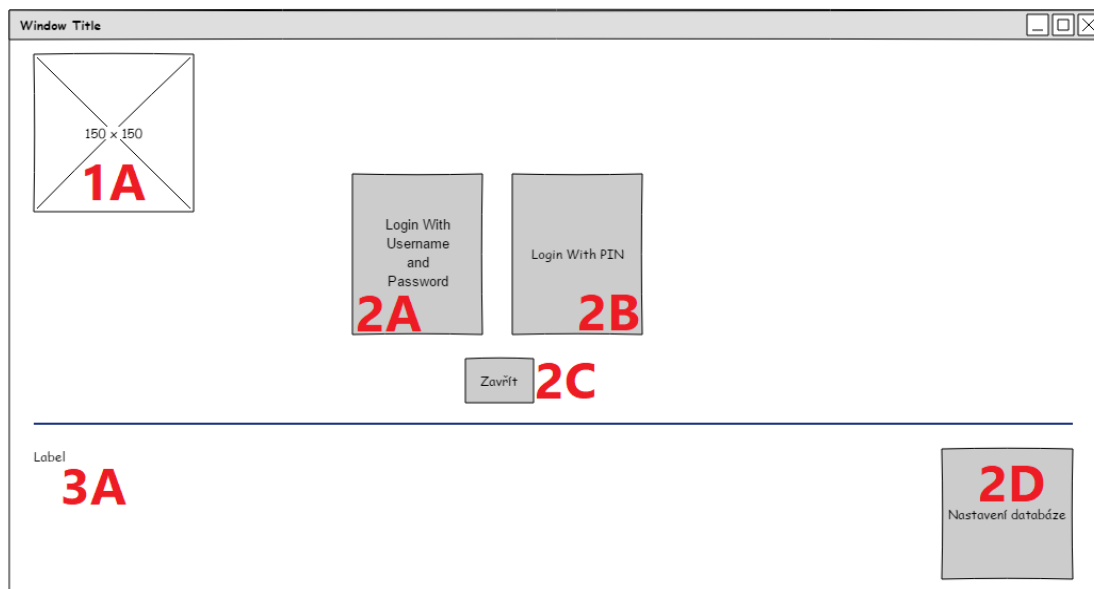 Window Title
150 x 150
1A
Login With
Username
and
Password
2A
Login With PIN
2B
Zavřít
2C
Label
3A
2D
Nastavení databáze